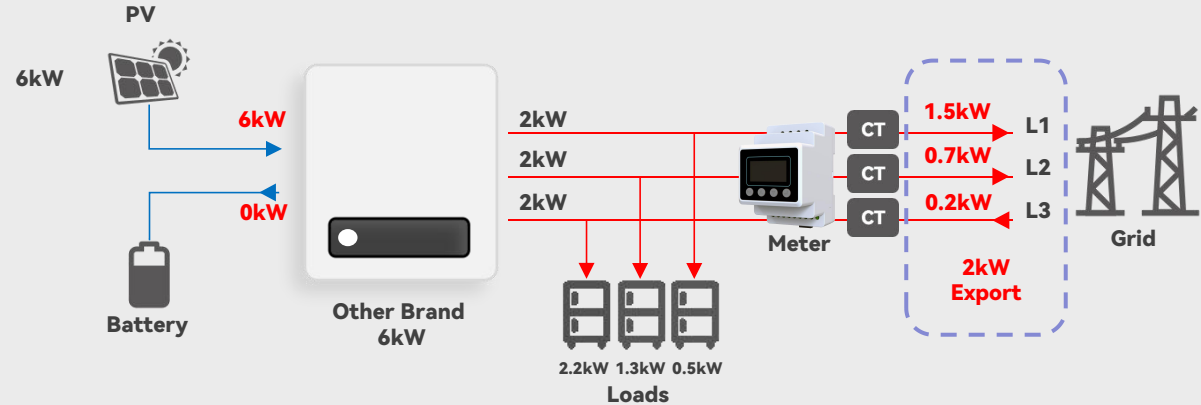 PV
6kW
6kW
0kW
Battery
Other Brand
6kW
2kW
2kW
2kW
2.2kW 1.3kW 0.5kW
Loads
Meter
CT
CT
CT
1.5kW
0.7kW
0.2kW
L1
L2
L3
2kW
Export
Grid